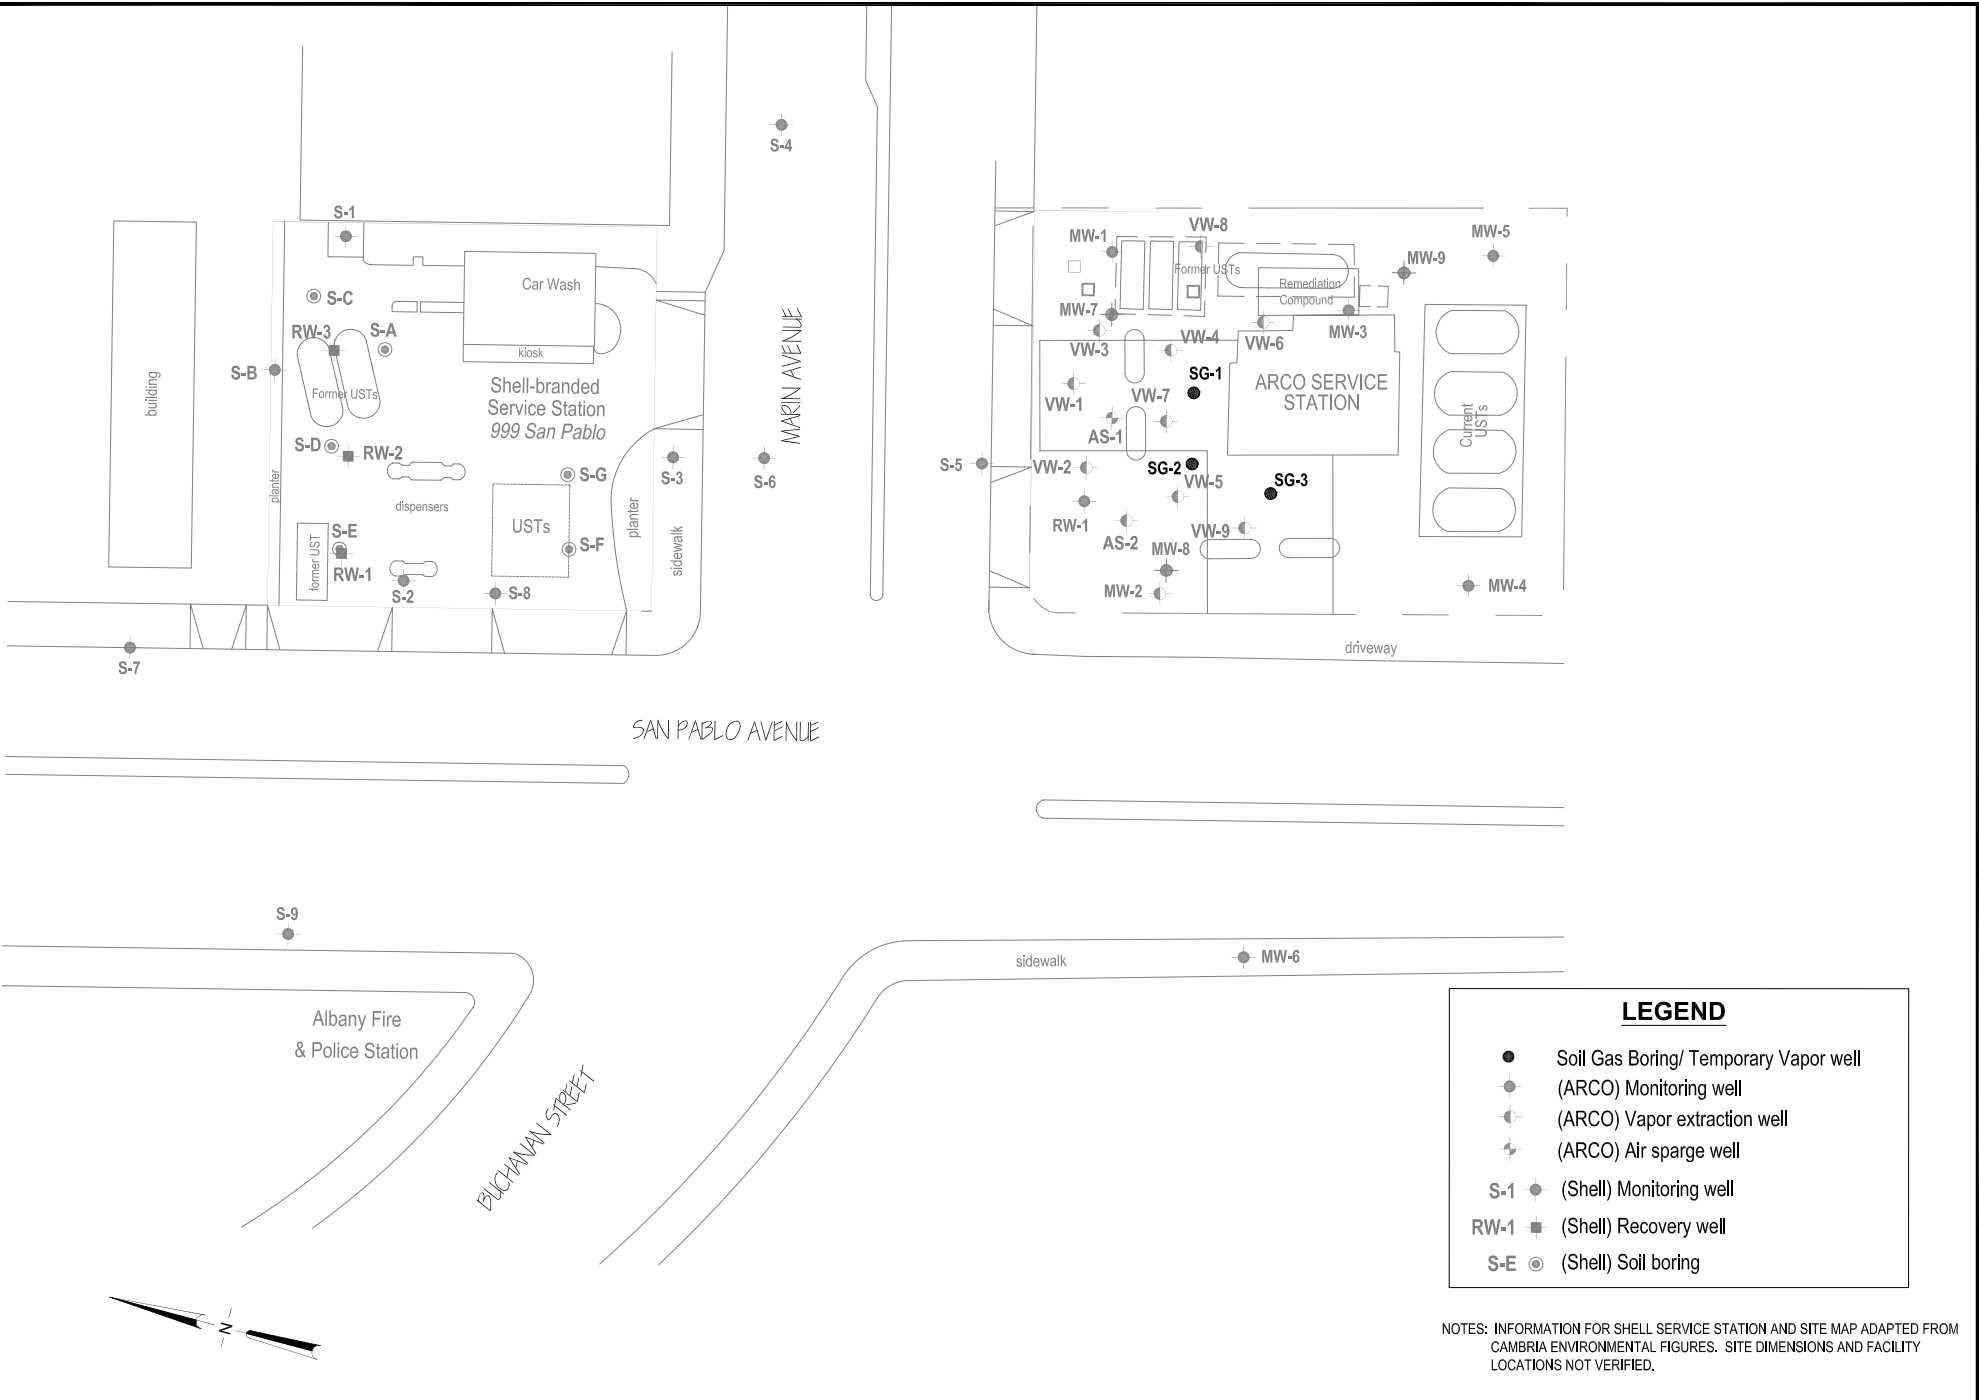 S-4
S-1
Car Wash
kiosk
S-C
RW-3
S-A
S-B
Former USTs
building
Shell-branded
Service Station
999 San Pablo
S-D
RW-2
S-G
dispensers
planter
USTs
S-F
S-E
former UST
RW-1
S-2
S-8
planter
S-3
sidewalk
S-6
MARIN AVENUE
S-7
S-5
MW-1
VW-8
Former USTs
Remediation
Compound
MW-9
MW-5
MW-7
MW-3
VW-3
VW-4
VW-6
SG-1
VW-1
VW-7
AS-1
ARCO SERVICE
STATION
Current
USTs
VW-2
SG-2
VW-5
SG-3
RW-1
AS-2
VW-9
MW-8
MW-2
MW-4
driveway
SAN PABLO AVENUE
S-9
sidewalk
MW-6
Albany Fire
& Police Station
BUCHANAN STREET
N
LEGEND
Soil Gas Boring/ Temporary Vapor well
(ARCO) Monitoring well
(ARCO) Vapor extraction well
(ARCO) Air sparge well
S-1 (Shell) Monitoring well
RW-1 (Shell) Recovery well
S-E (Shell) Soil boring
NOTES: INFORMATION FOR SHELL SERVICE STATION AND SITE MAP ADAPTED FROM
CAMBRIA ENVIRONMENTAL FIGURES. SITE DIMENSIONS AND FACILITY
LOCATIONS NOT VERIFIED.